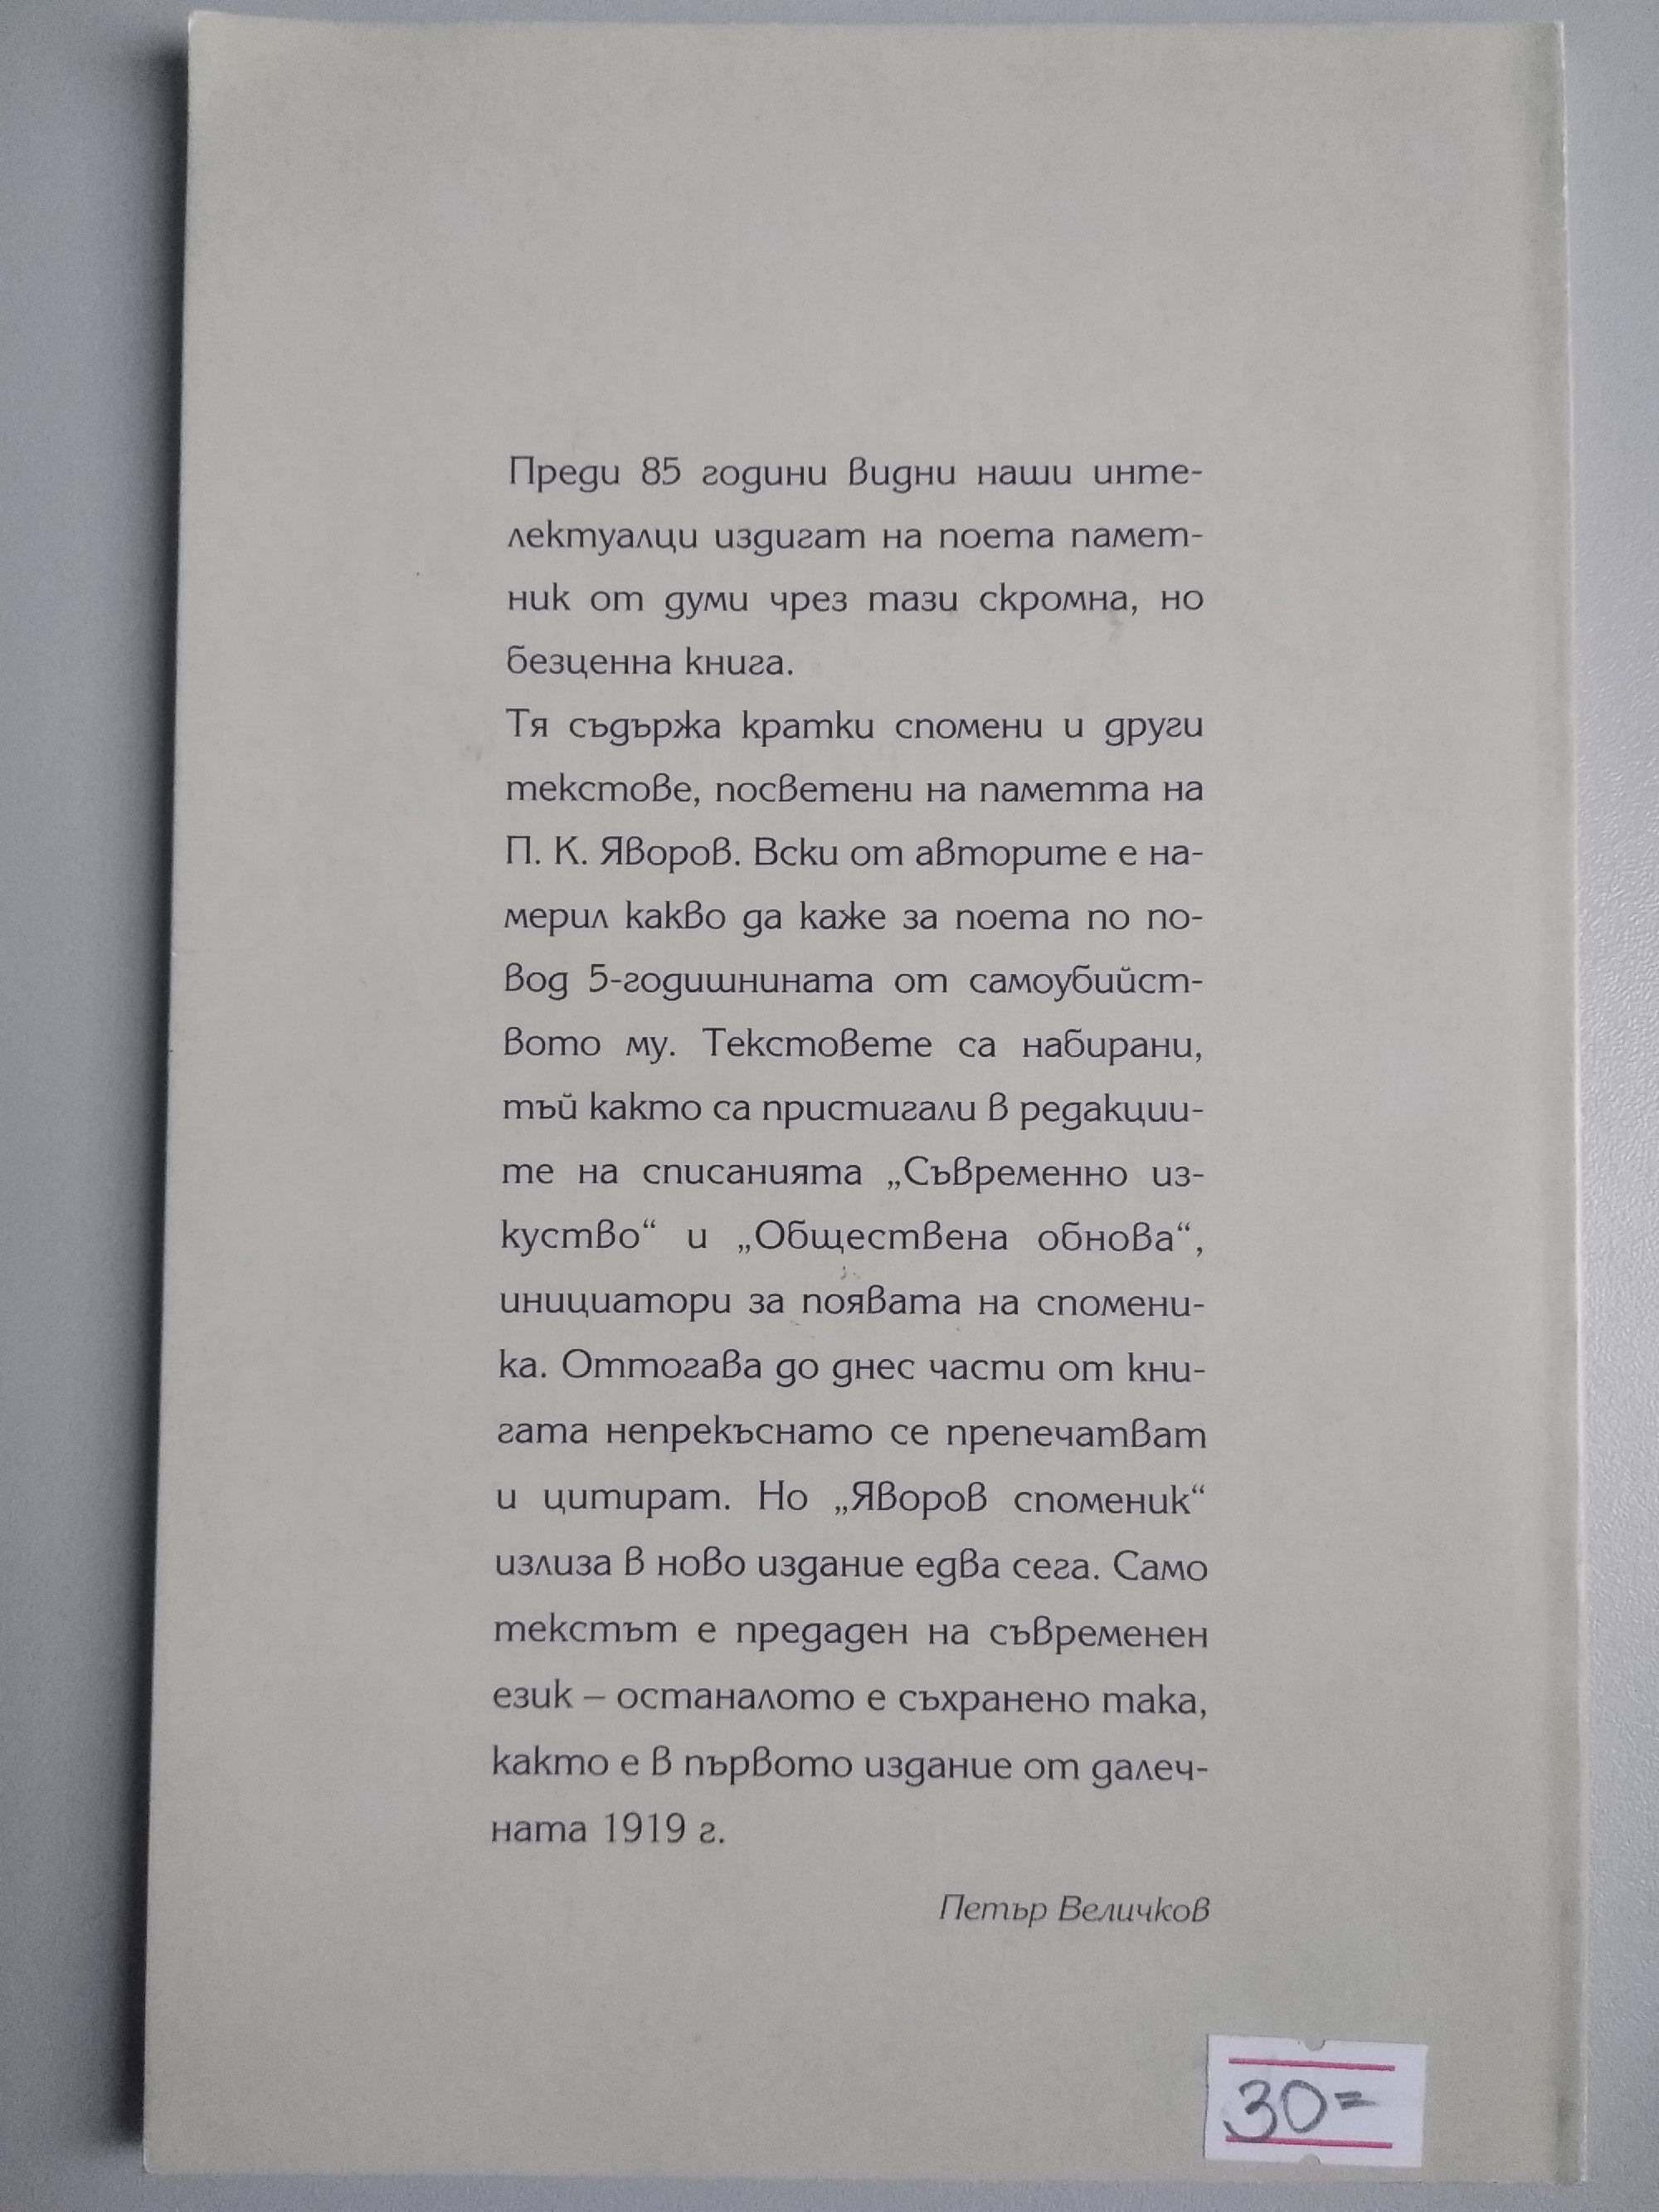 Преди 85 години видни наши инте-
лектуалци издигат на поета памет-
ник от думи чрез тази скромна, но
безценна книга.
Тя съдържа кратки спомени и други
текстове, посветени на паметта на
П. К. Яворов. Вски от авторите е на-
мерил какво да каже за поета по по-
вод 5-годишнината от самоубийст-
вото му. Текстовете са набирани,
тъй както са пристигали в редакции-
те на списанията „Съвременно из-
куство“ и „Обществена обнова“,
инициатори за появата на спомени-
ка. Оттогава до днес части от кни-
гата непрекъснато се препечатват
и цитират. Но „Яворов споменик“
излиза в ново издание едва сега. Само
текстът е предаден на съвременен
език – останалото е съхранено така,
както е в първото издание от далеч-
ната 1919 г.
Петър Величков
30=